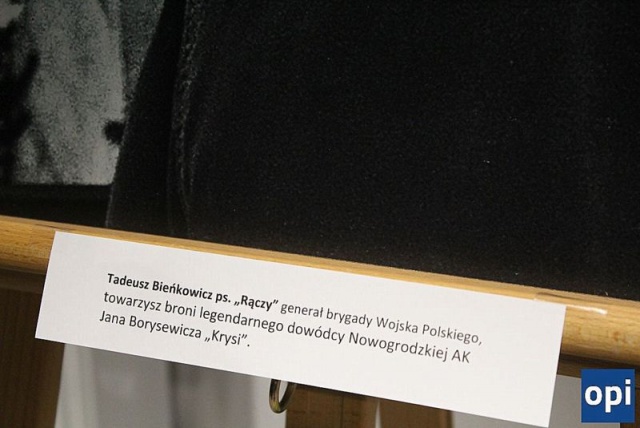 Tadeusz Bieńkowicz ps. „Rączy” generał brygady Wojska Polskiego,
towarzysz broni legendarnego dowódcy Nowogrodzkiej AK
Jana Borysewicza „Krysi”.
opi